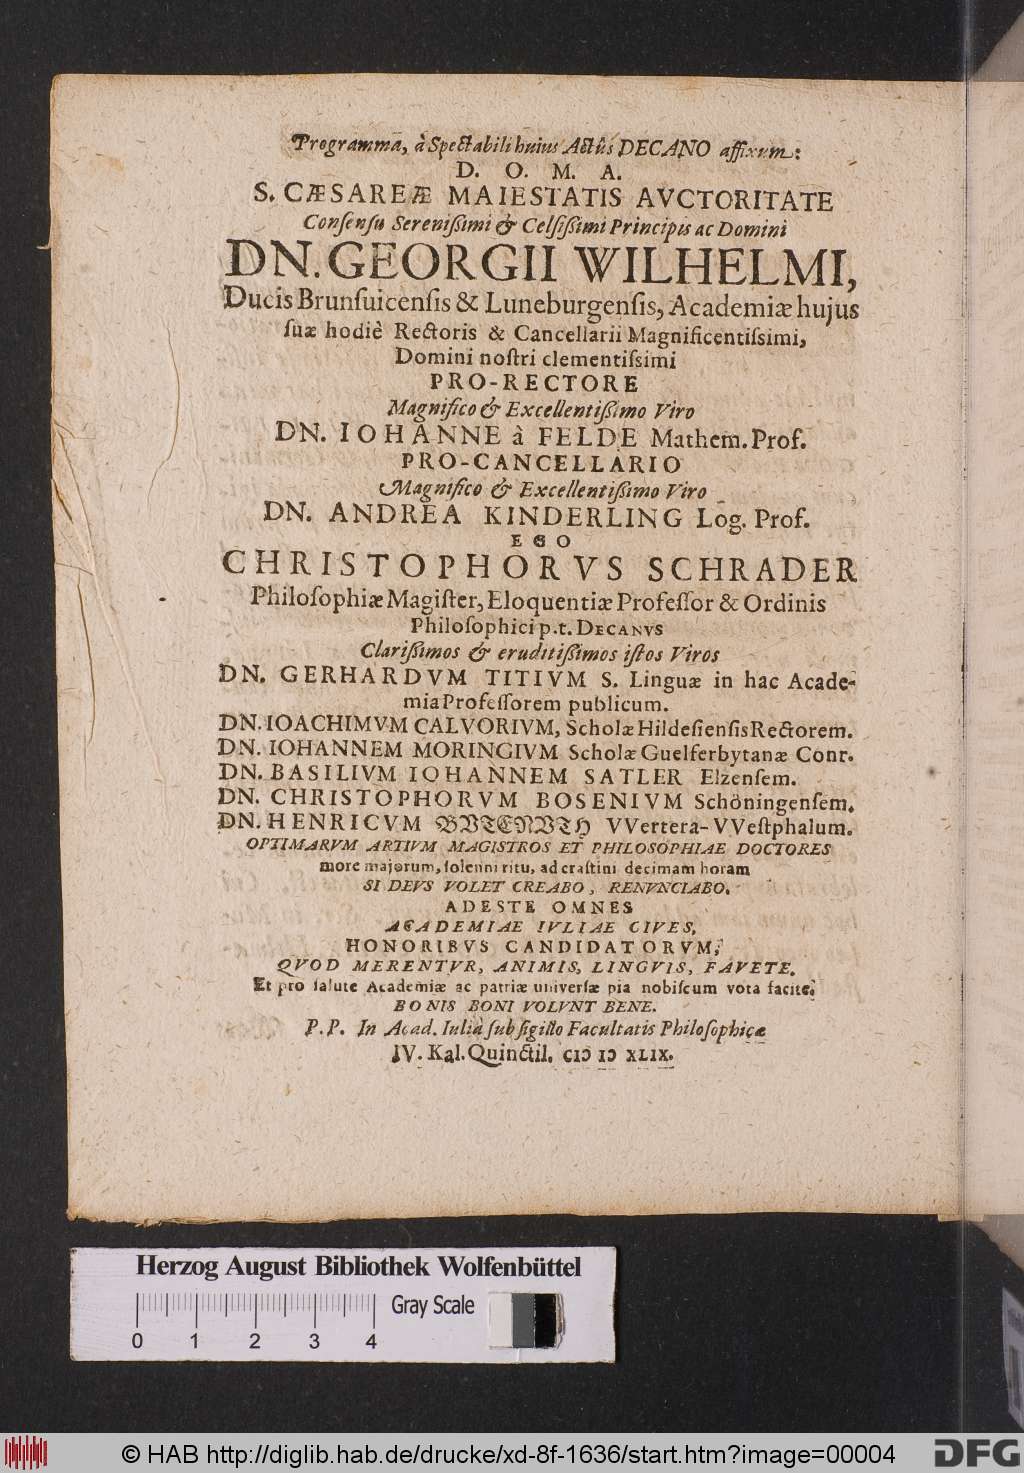 Programma, à Spectabili huius Actûs DECANO affixum:
D. O. M. A.
S. CÆSAREÆ MAIESTATIS AVCTORITATE
Consensu Serenißimi & Celsißimi Principis ac Domini
DN. GEORGII WILHELMI,
Ducis Brunſuicenſis & Luneburgenſis, Academiæ hujus
ſuæ hodiè Rectoris & Cancellarii Magnificentiſsimi,
Domini noſtri clementiſsimi
PRO-RECTORE
Magnifico & Excellentißimo Viro
DN. IOHANNE à FELDE Mathem. Prof.
PRO-CANCELLARIO
Magnifico & Excellentißimo Viro
DN. ANDREA KINDERLING Log. Prof.
EGO
CHRISTOPHORVS SCHRADER
Philoſophiæ Magiſter, Eloquentiæ Profeſſor & Ordinis
Philoſophici p.t. DECANVS
Clarißimos & eruditißimos iſtos Viros
DN. GERHARDVM TITIVM S. Linguæ in hac Acade-
mia Profeſſorem publicum.
DN. IOACHIMVM CALVORIVM, Scholæ Hildeſienſis Rectorem.
DN. IOHANNEM MORINGIVM Scholæ Guelferbytanæ Conr.
DN. BASILIVM IOHANNEM SATLER Elzenſem.
DN. CHRISTOPHORVM BOSENIVM Schöningenſem.
DN. HENRICVM BVTENVTH VVertera-VVeſtphalum.
OPTIMARVM ARTIVM MAGISTROS ET PHILOSOPHIAE DOCTORES
more majorum, ſolenni ritu, ad craſtini decimam horam
SI DEVS VOLET CREABO, RENVNCIABO.
ADESTE OMNES
ACADEMIAE IVLIAE CIVES,
HONORIBVS CANDIDATORVM,
QVOD MERENTVR, ANIMIS, LINGVIS, FAVETE.
Et pro ſalute Academiæ ac patriæ univerſæ pia nobiſcum vota facite.
BONIS BONI VOLVNT BENE.
P.P. In Acad. Iuliâ ſub ſigillo Facultatis Philoſophicæ
IV. Kal. Quinctil. CIↃ IↃ XLIX.
Herzog August Bibliothek Wolfenbüttel
Gray Scale
0 1 2 3 4
© HAB http://diglib.hab.de/drucke/xd-8f-1636/start.htm?image=00004
DFG